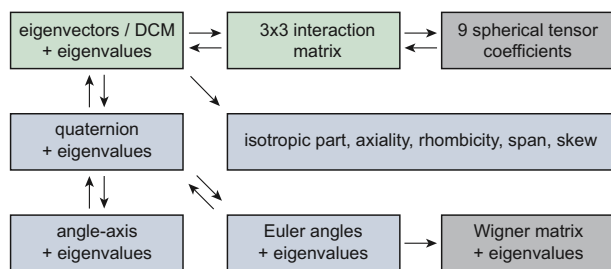 eigenvectors / DCM
+ eigenvalues
3x3 interaction
matrix
9 spherical tensor
coefficients
quaternion
+ eigenvalues
isotropic part, axiality, rhombicity, span, skew
angle-axis
+ eigenvalues
Euler angles
+ eigenvalues
Wigner matrix
+ eigenvalues